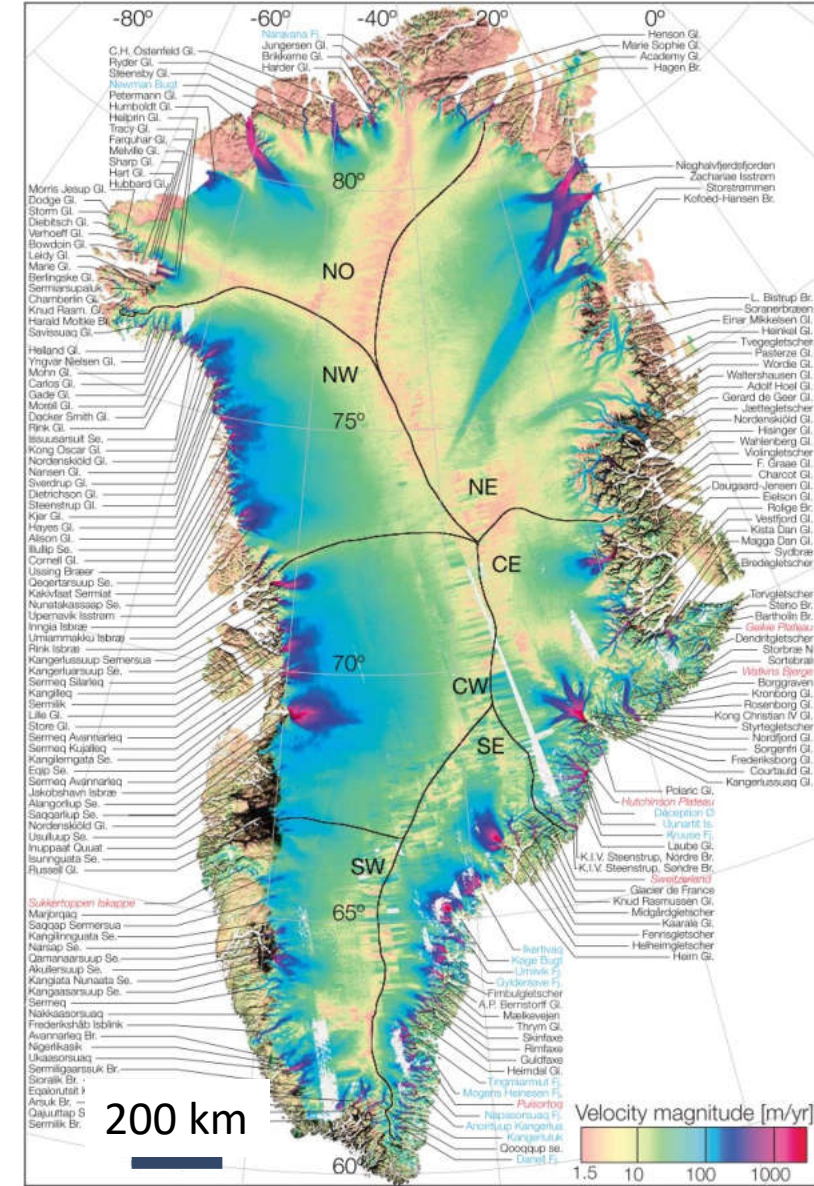 -80°
-60°
-40°
-20°
0°
C.H. Ostenfeld Gl.
Ryder Gl.
Steensby Gl.
Newman Bugt
Petermann Gl.
Humboldt Gl.
Heilprin Gl.
Tracy Gl.
Farquhar Gl.
Melville Gl.
Sharp Gl.
Hart Gl.
Hubbard Gl.
Morris Jesup Gl.
Dodge Gl.
Storm Gl.
Diebitsch Gl.
Verhoeff Gl.
Bowdoin Gl.
Leidy Gl.
Marie Gl.
Berlingske Gl.
Sermiarsupaluk
Chamberlin Gl.
Knud Rasm. Gl.
Harald Moltke Br.
Savissuaq Gl.
Helland Gl.
Yngvar Nielsen Gl.
Mohn Gl.
Carlos Gl.
Gade Gl.
Morell Gl.
Docker Smith Gl.
Rink Gl.
Issuusarsuit Se.
Kong Oscar Gl.
Nordenskiöld Gl.
Nansen Gl.
Sverdrup Gl.
Dietrichson Gl.
Steenstrup Gl.
Kjer Gl.
Hayes Gl.
Alison Gl.
Illullip Se.
Cornell Gl.
Ussing Bræer
Qeqertarsuup Se.
Kakivfaat Sermiat
Nunatakassaap Se.
Upernavik Isstrøm
Inngia Isbræ
Umiammakku Isbræ
Rink Isbræ
Kangerlussuup Sermersua
Kangerluarsuup Se.
Sermeq Silarleq
Kangilleq
Sermilik
Lille Gl.
Store Gl.
Sermeq Avannarleq
Sermeq Kujalleq
Kangilerngata Se.
Eqip Se.
Sermeq Avannarleq
Jakobshavn Isbræ
Alangorliup Se.
Saqqarliup Se.
Nordenskiöld Gl.
Usulluup Se.
Inuppaat Quuat
Isunnguata Se.
Russell Gl.
Sukkertoppen Iskappe
Marjorqaq
Saqqap Sermersua
Kangilinnguata Se.
Narsap Se.
Qamanaarsuup Se.
Akullersuup Se.
Kangiata Nunaata Se.
Kangaasarsuup Se.
Sermeq
Nakkaasorsuaq
Frederikshåb Isblink
Avannarleq Br.
Nigerlikasik
Ukaasorsuaq
Sermiligaarssuk Br.
Sioralik Br.
Eqalorutsit
Arsuk Br.
Qajuuttap S
Sermilik Br.
Naravana Fj.
Jungersen Gl.
Brikkerne Gl.
Harder Gl.
Henson Gl.
Marie Sophie Gl.
Academy Gl.
Hagen Br.
Nioghalvfjerdsfjorden
Zachariae Isstrøm
Storstrømmen
Kofoed-Hansen Br.
L. Bistrup Br.
Soranerbræen
Einar Mikkelsen Gl.
Heinkel Gl.
Tvegegletscher
Pasterze Gl.
Wordie Gl.
Waltershausen Gl.
Adolf Hoel Gl.
Gerard de Geer Gl.
Jættegletscher
Nordenskiöld Gl.
Hisinger Gl.
Wahlenberg Gl.
Violingletscher
F. Graae Gl.
Charcot Gl.
Daugaard-Jensen Gl.
Eielson Gl.
Rolige Br.
Vestfjord Gl.
Kista Dan Gl.
Magga Dan Gl.
Sydbræ
Bredegletscher
Torvgletscher
Steno Br.
Bartholin Br.
Geikie Plateau
Dendritgletscher
Storbræ N
Sortebræ
Watkins Bjerge
Borggraven
Kronborg Gl.
Rosenborg Gl.
Kong Christian IV Gl.
Styrtegletscher
Nordfjord Gl.
Sorgenfri Gl.
Frederiksborg Gl.
Courtauld Gl.
Kangerlussuaq Gl.
Polaric Gl.
Hutchinson Plateau
Déception Ø
Uunartit Is.
Kruuse Fj.
Laube Gl.
K.I.V. Steenstrup, Nordre Br.
K.I.V. Steenstrup, Søndre Br.
Sweitzerland
Glacier de France
Knud Rasmussen Gl.
Midgårdgletscher
Kaarale Gl.
Fenrisgletscher
Helheimgletscher
Heim Gl.
Ikertivaq
Køge Bugt
Umiivik Fj.
Gyldenløve Fj.
Fimbulgletscher
A.P. Bernstorff Gl.
Mælkevejen
Thrym Gl.
Skinfaxe
Rimfaxe
Guldfaxe
Heimdal Gl.
Tingmiarmiut Fj.
Mogens Heinesen Fj.
Puisortoq
Napasorsuaq Fj.
Anorituup Kangerlua
Kangerluluk
Qooqqup se.
Danell Fj.
80°
NO
NW
75°
NE
CE
70°
CW
SE
SW
65°
60°
200 km
Velocity magnitude [m/yr]
1.5 10 100 1000